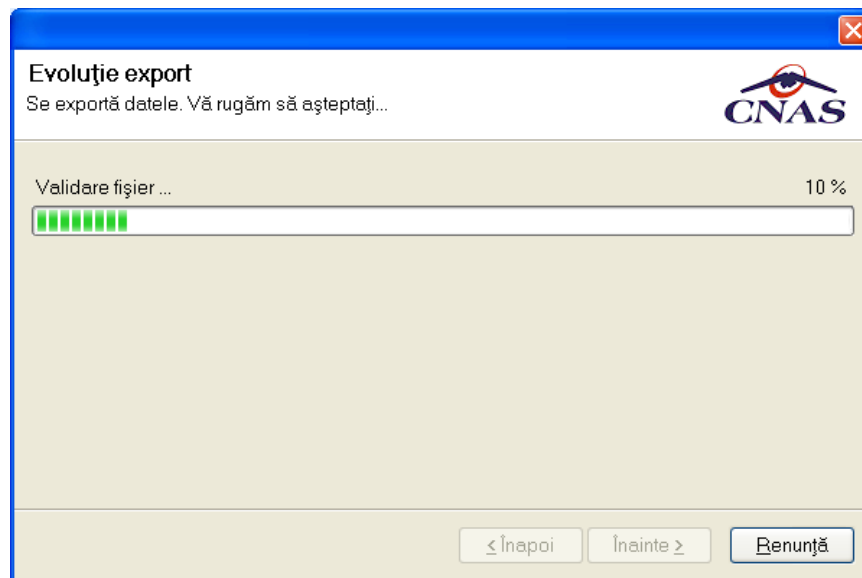 Evoluţie export
Se exportă datele. Vă rugăm să aşteptaţi...
CNAS
Validare fişier ...
10 %
< Înapoi
Înainte >
Renunţă